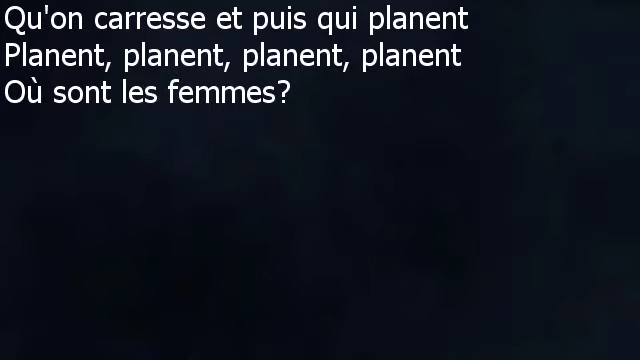 Qu'on carresse et puis qui planent
Planent, planent, planent, planent
Où sont les femmes?